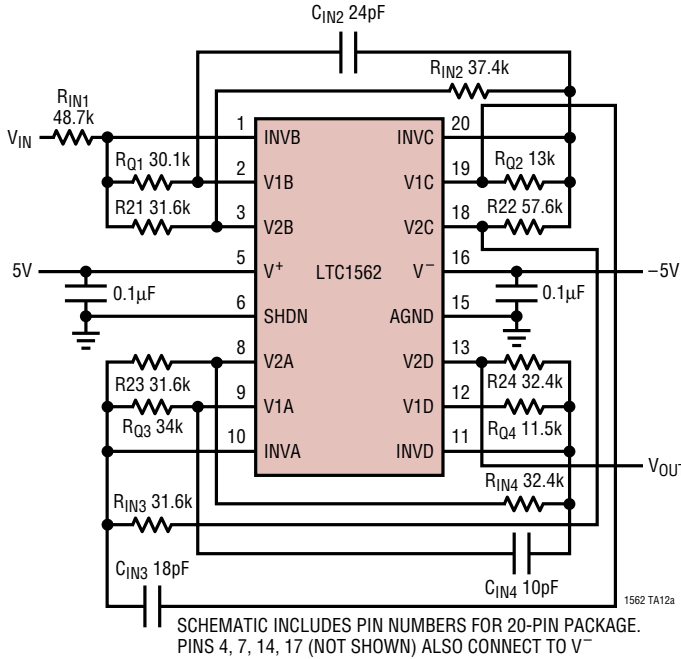 CIN2 24pF
RIN2 37.4k
RIN1
48.7k
VIN
1 INVB
INVC 20
RQ1 30.1k
2 V1B
V1C 19
RQ2 13k
R21 31.6k
3 V2B
V2C 18
R22 57.6k
5V
5 V+
LTC1562
V− 16
−5V
0.1µF
0.1µF
6 SHDN
AGND 15
8 V2A
V2D 13
R23 31.6k
R24 32.4k
9 V1A
V1D 12
RQ3 34k
RQ4 11.5k
10 INVA
INVD 11
VOUT
RIN3 31.6k
RIN4 32.4k
CIN3 18pF
CIN4 10pF
1562 TA12a
SCHEMATIC INCLUDES PIN NUMBERS FOR 20-PIN PACKAGE.
PINS 4, 7, 14, 17 (NOT SHOWN) ALSO CONNECT TO V−